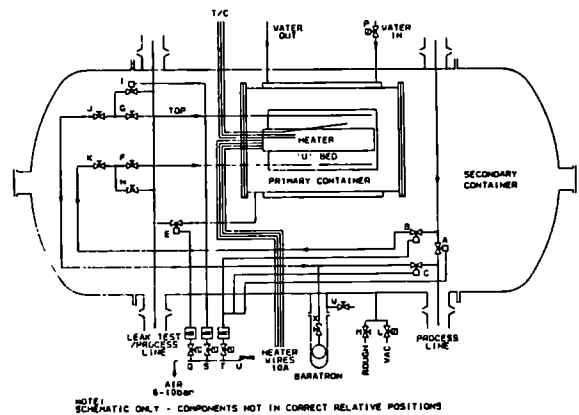 T/C
WATER
OUT
P
WATER
IN
I
J
G
TOP
HEATER
'U' BED
K
F
PRIMARY CONTAINER
SECONDARY
CONTAINER
H
E
B
A
C
W
LEAK TEST
/PROCESS
LINE
M
L
PROCESS
LINE
Q
S
T
U
HEATER
WIRES
10A
BARATRON
ROUGH
VAC
AIR
6-10bar
NOTE:
SCHEMATIC ONLY - COMPONENTS NOT IN CORRECT RELATIVE POSITIONS